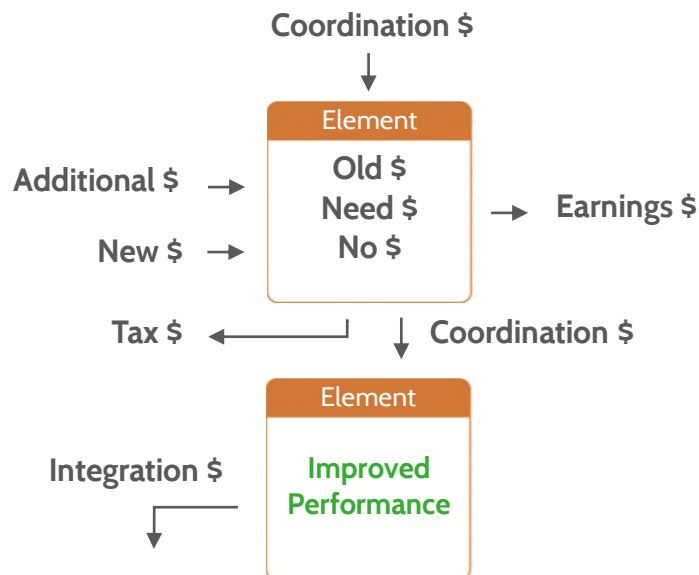 Coordination $
Element
Old $
Additional $
Need $
Earnings $
New $
No $
Tax $
Coordination $
Element
Integration $
Improved
Performance